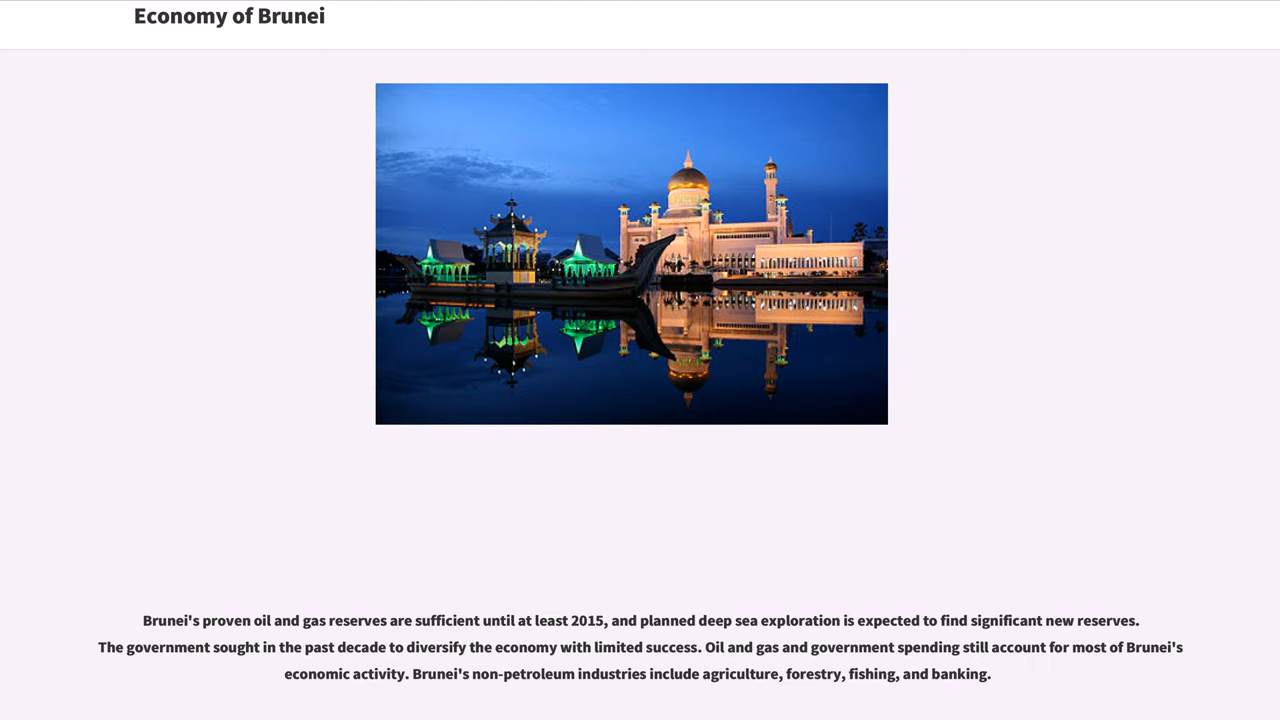 Economy of Brunei
Brunei's proven oil and gas reserves are sufficient until at least 2015, and planned deep sea exploration is expected to find significant new reserves.
The government sought in the past decade to diversify the economy with limited success. Oil and gas and government spending still account for most of Brunei's
economic activity. Brunei's non-petroleum industries include agriculture, forestry, fishing, and banking.